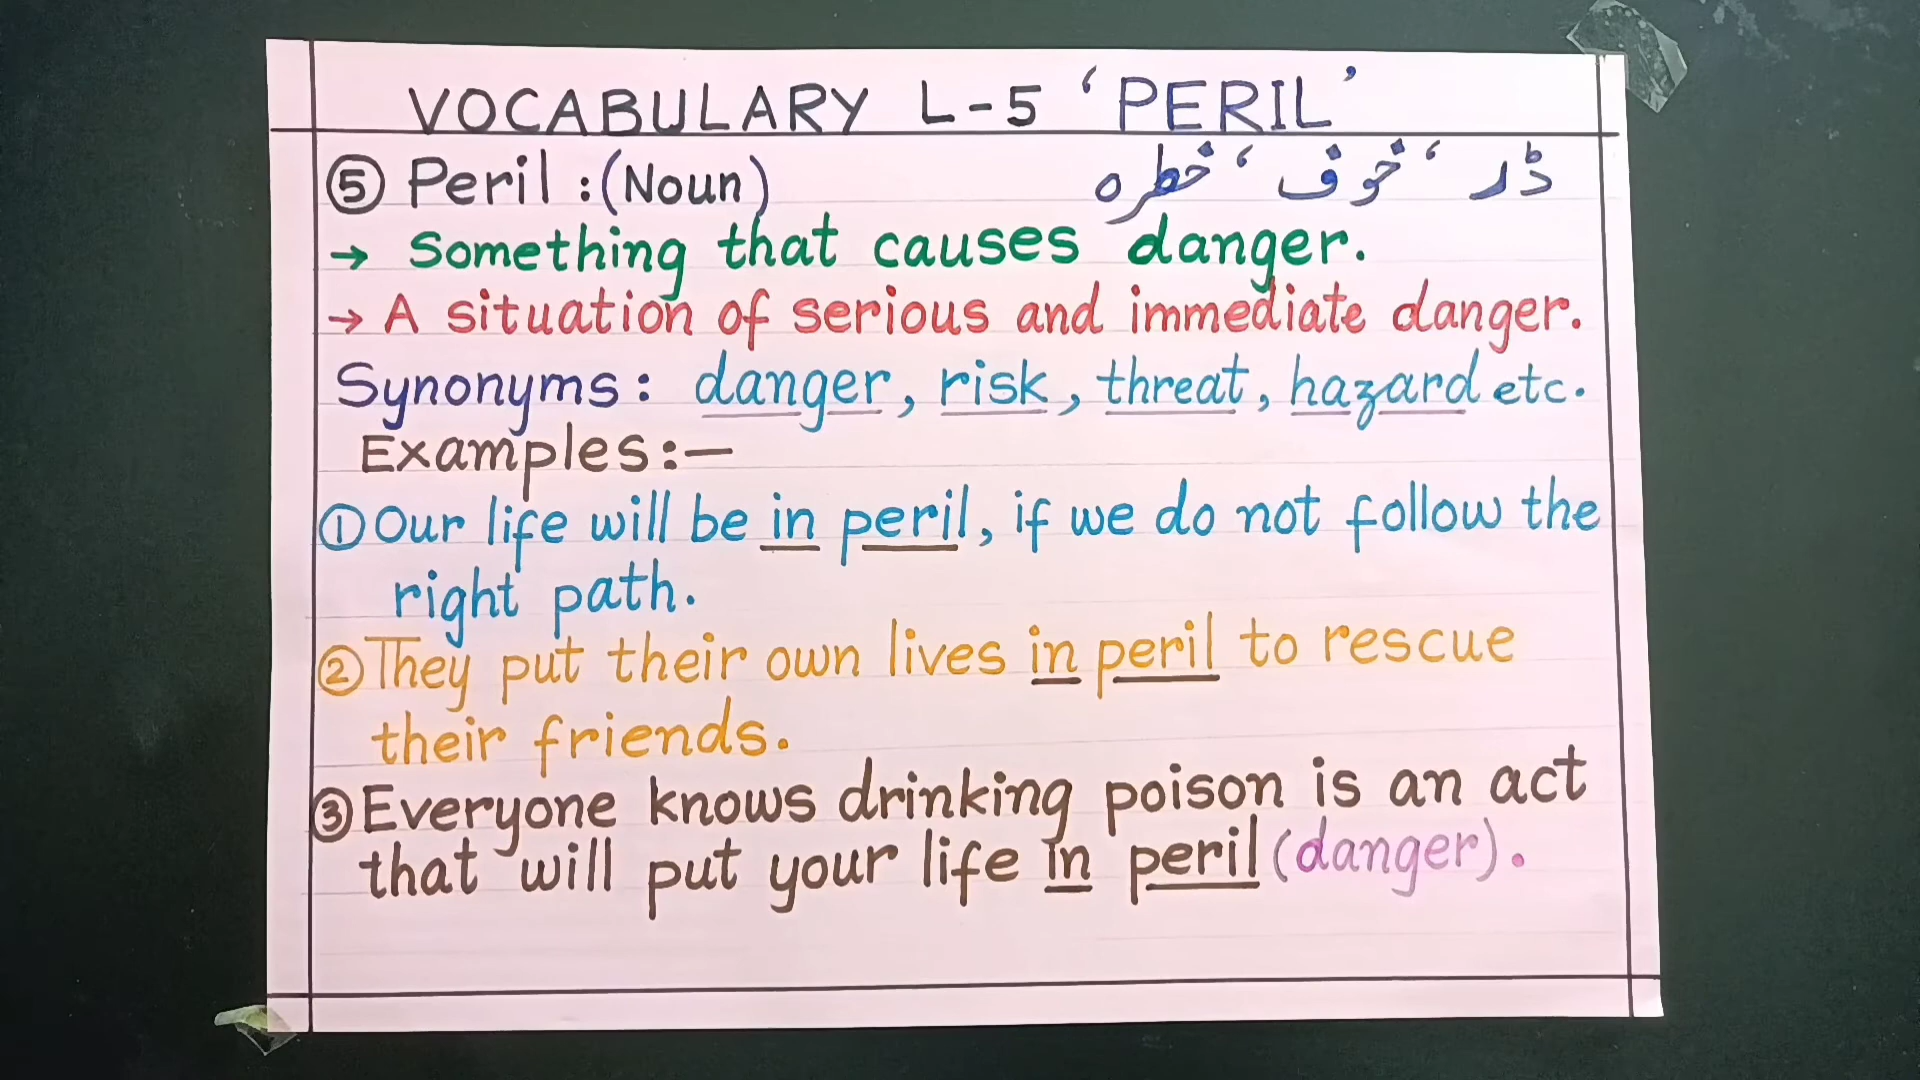 VOCABULARY L-5 ‘PERIL’
⑤ Peril :(Noun) ڈر ، خوف ، خطره
→ Something that causes danger.
→ A situation of serious and immediate danger.
Synonyms: danger, risk, threat, hazard etc.
Examples:—
① Our life will be in peril, if we do not follow the
right path.
② They put their own lives in peril to rescue
their friends.
③ Everyone knows drinking poison is an act
that will put your life in peril (danger).